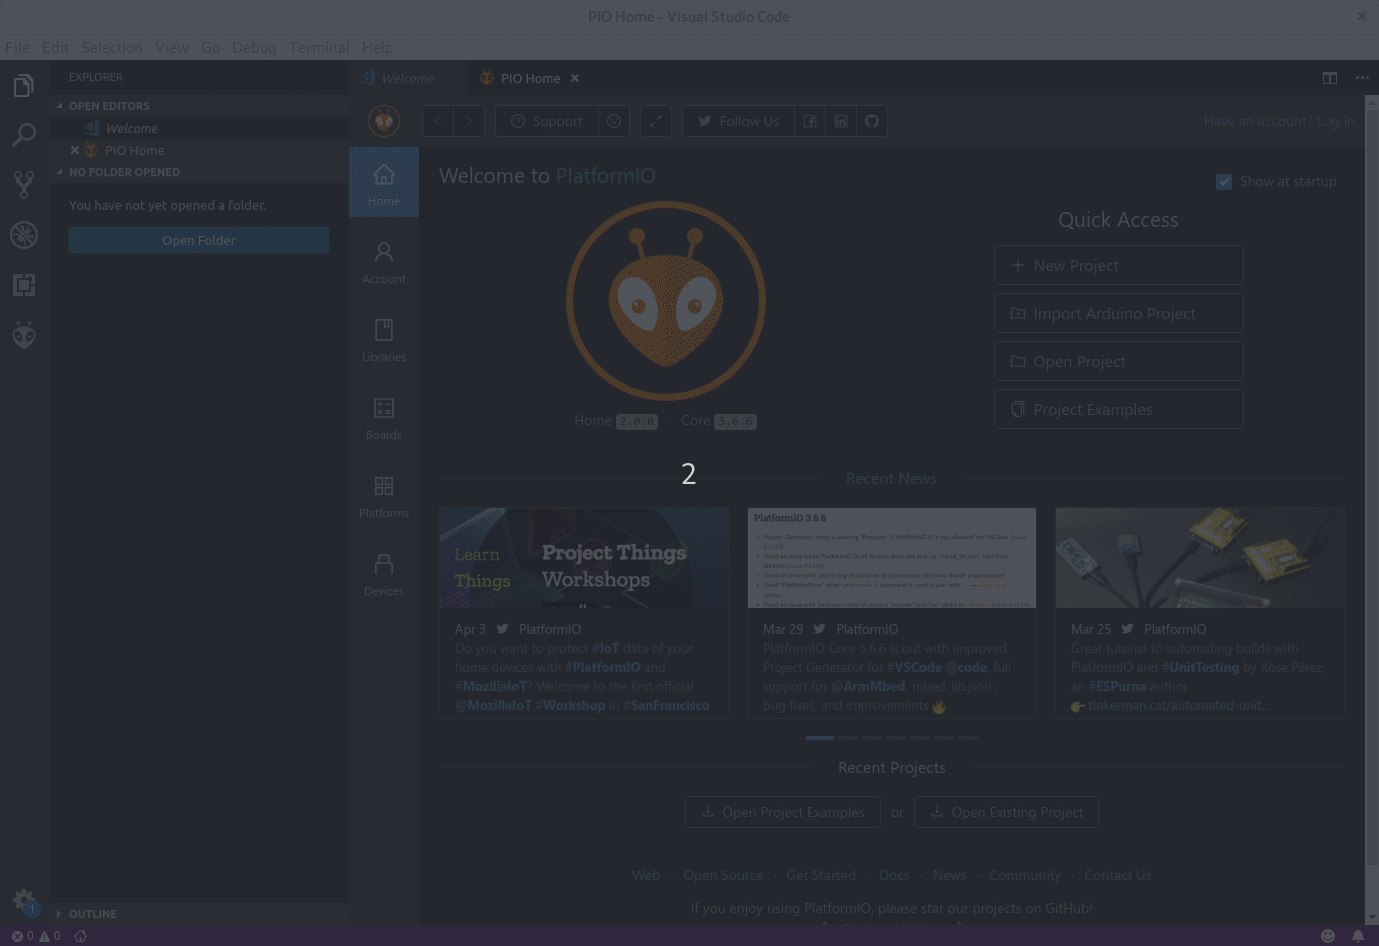 PIO Home - Visual Studio Code
File Edit Selection View Go Debug Terminal Help
EXPLORER
OPEN EDITORS
Welcome
PIO Home
NO FOLDER OPENED
You have not yet opened a folder.
Open Folder
OUTLINE
Welcome PIO Home
Support Follow Us Have an account? Log in
Home
Account
Libraries
Boards
Platforms
Devices
Welcome to PlatformIO
Show at startup
Home 2.0.0 · Core 3.6.6
Quick Access
New Project
Import Arduino Project
Open Project
Project Examples
2
Recent News
Learn
Things
Project Things
Workshops
Apr 3 PlatformIO
Do you want to protect #IoT data of your
home devices with #PlatformIO and
#MozillaIoT? Welcome to the first official
@MozillaIoT #Workshop in #SanFrancisco
PlatformIO 3.6.6
Mar 29 PlatformIO
PlatformIO Core 3.6.6 is out with improved
Project Generator for #VSCode @code, full
support for @ArmMbed `mbed_lib.json`,
bug fixes, and improvements
Mar 25 PlatformIO
Great tutorial to automating builds with
PlatformIO and #UnitTesting by Xose Pérez,
an #ESPurna author
tinkerman.cat/automated-unit...
Recent Projects
Open Project Examples or Open Existing Project
Web · Open Source · Get Started · Docs · News · Community · Contact Us
If you enjoy using PlatformIO, please star our projects on GitHub!
1
0 0